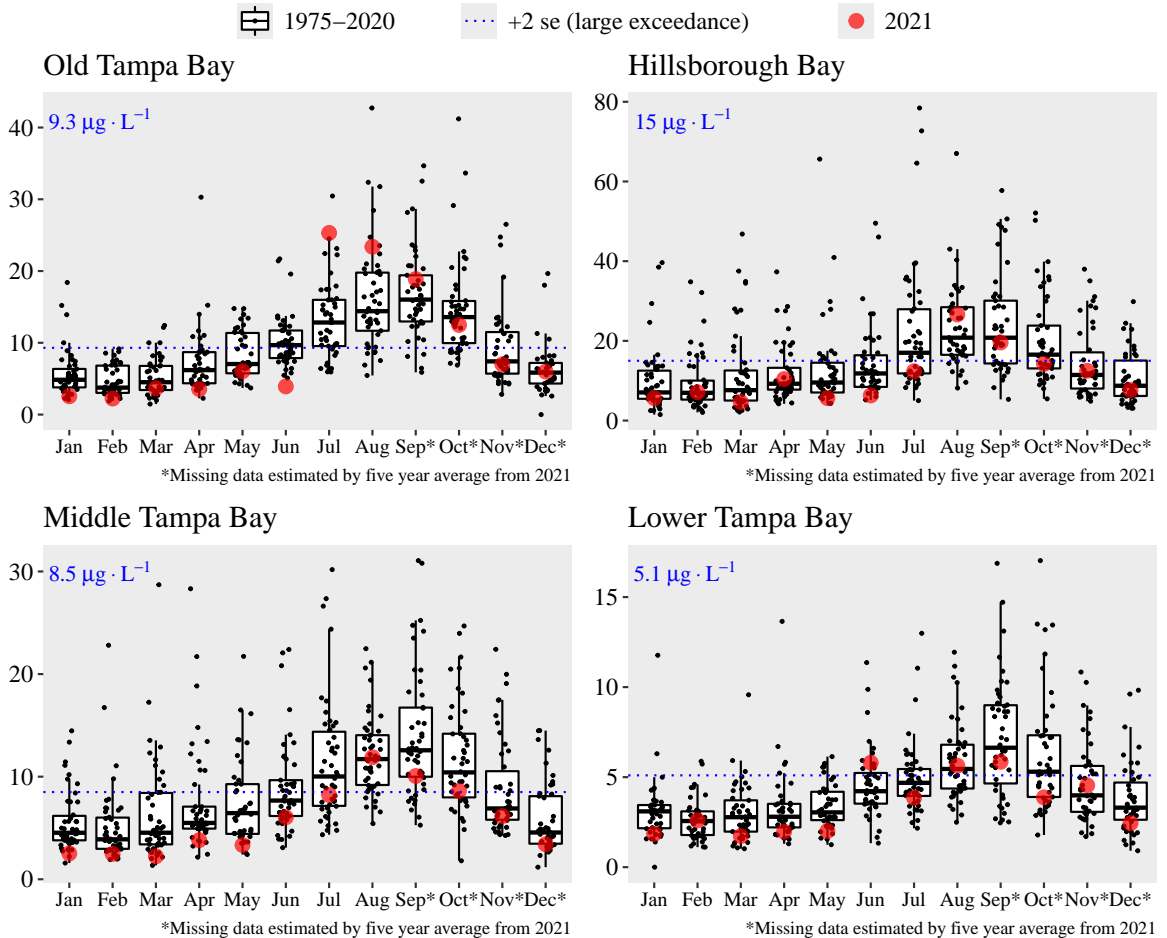 1975−2020 +2 se (large exceedance) 2021
Old Tampa Bay
9.3 μg · L⁻¹
40
30
20
10
0
Jan Feb Mar Apr May Jun Jul Aug Sep* Oct* Nov* Dec*
*Missing data estimated by five year average from 2021
Hillsborough Bay
15 μg · L⁻¹
80
60
40
20
0
Jan Feb Mar Apr May Jun Jul Aug Sep* Oct* Nov* Dec*
*Missing data estimated by five year average from 2021
Middle Tampa Bay
8.5 μg · L⁻¹
30
20
10
0
Jan Feb Mar Apr May Jun Jul Aug Sep* Oct* Nov* Dec*
*Missing data estimated by five year average from 2021
Lower Tampa Bay
5.1 μg · L⁻¹
15
10
5
0
Jan Feb Mar Apr May Jun Jul Aug Sep* Oct* Nov* Dec*
*Missing data estimated by five year average from 2021